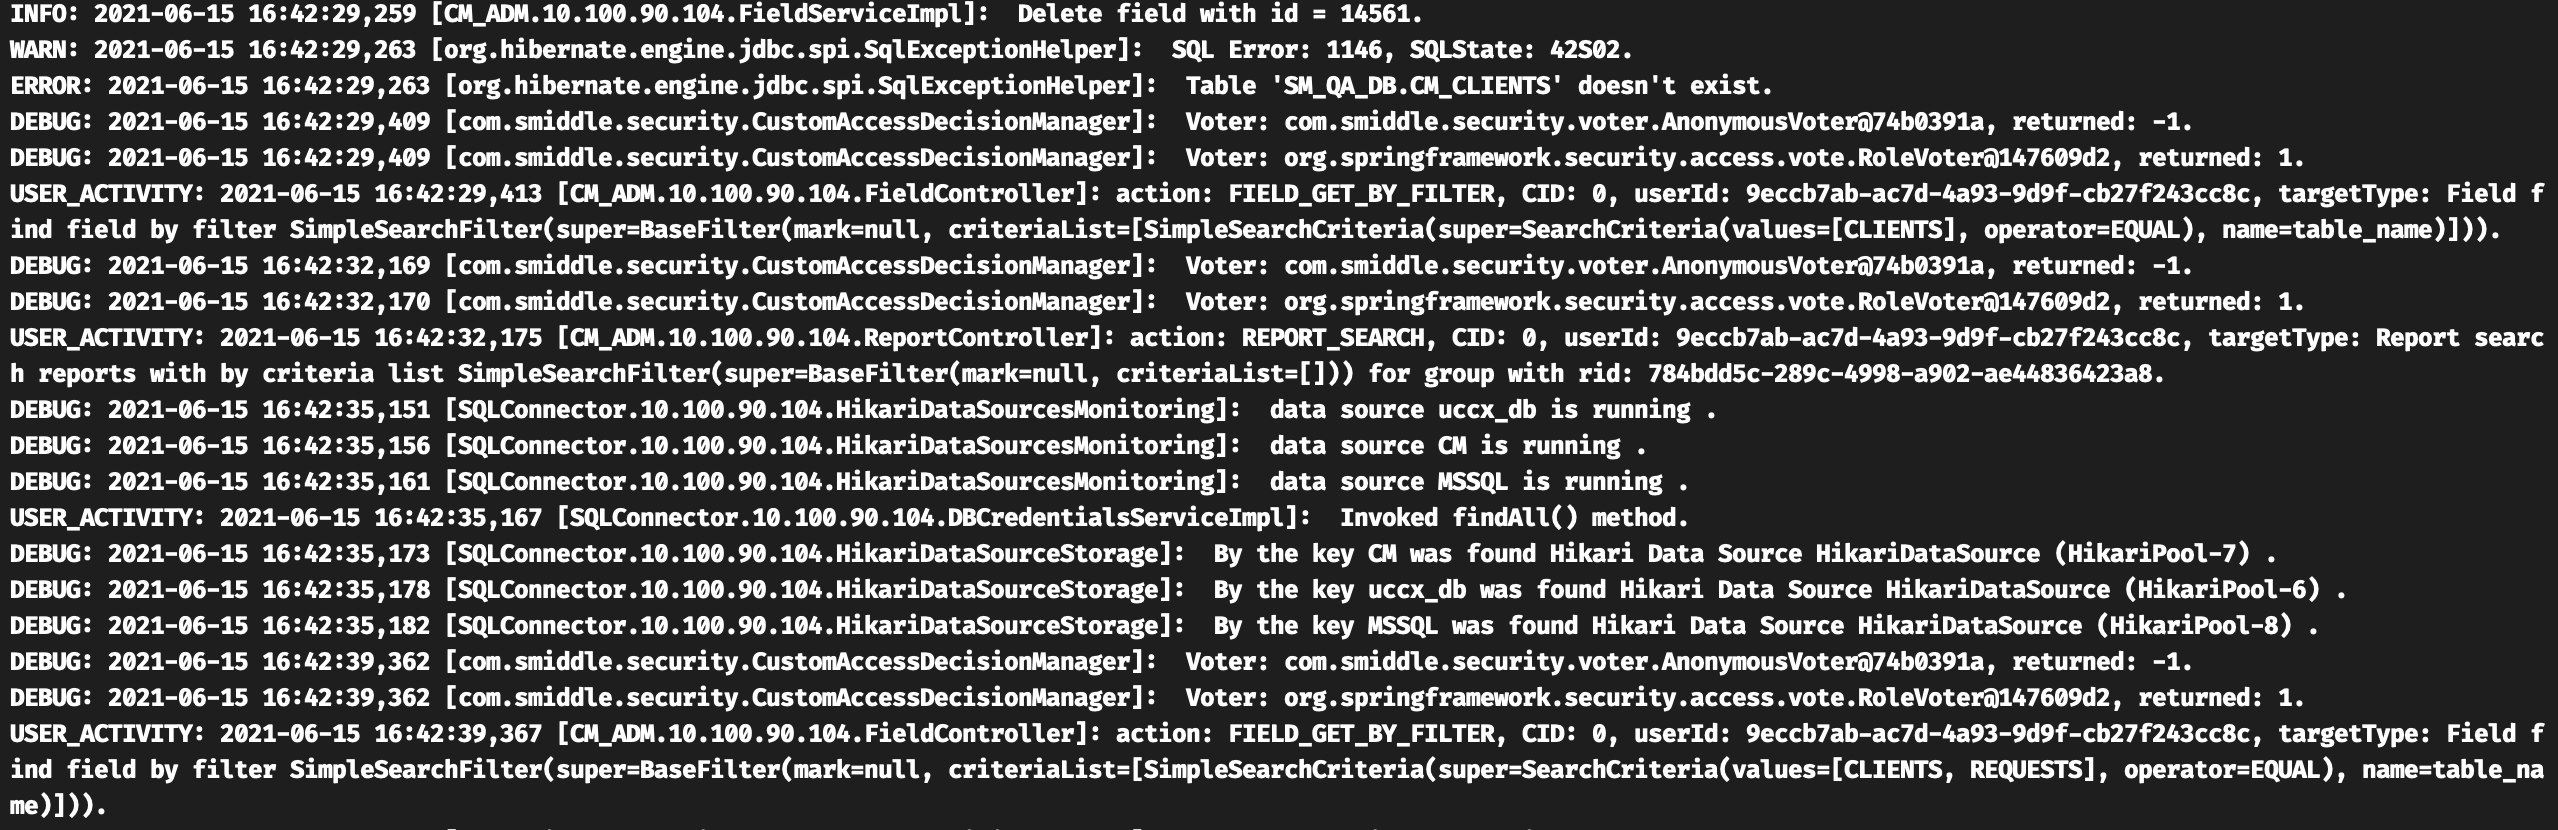 INFO: 2021-06-15 16:42:29,259 [CM_ADM.10.100.90.104.FieldServiceImpl]:  Delete field with id = 14561.
WARN: 2021-06-15 16:42:29,263 [org.hibernate.engine.jdbc.spi.SqlExceptionHelper]:  SQL Error: 1146, SQLState: 42S02.
ERROR: 2021-06-15 16:42:29,263 [org.hibernate.engine.jdbc.spi.SqlExceptionHelper]:  Table 'SM_QA_DB.CM_CLIENTS' doesn't exist.
DEBUG: 2021-06-15 16:42:29,409 [com.smiddle.security.CustomAccessDecisionManager]:  Voter: com.smiddle.security.voter.AnonymousVoter@74b0391a, returned: -1.
DEBUG: 2021-06-15 16:42:29,409 [com.smiddle.security.CustomAccessDecisionManager]:  Voter: org.springframework.security.access.vote.RoleVoter@147609d2, returned: 1.
USER_ACTIVITY: 2021-06-15 16:42:29,413 [CM_ADM.10.100.90.104.FieldController]: action: FIELD_GET_BY_FILTER, CID: 0, userId: 9eccb7ab-ac7d-4a93-9d9f-cb27f243cc8c, targetType: Field f
ind field by filter SimpleSearchFilter(super=BaseFilter(mark=null, criteriaList=[SimpleSearchCriteria(super=SearchCriteria(values=[CLIENTS], operator=EQUAL), name=table_name)])).
DEBUG: 2021-06-15 16:42:32,169 [com.smiddle.security.CustomAccessDecisionManager]:  Voter: com.smiddle.security.voter.AnonymousVoter@74b0391a, returned: -1.
DEBUG: 2021-06-15 16:42:32,170 [com.smiddle.security.CustomAccessDecisionManager]:  Voter: org.springframework.security.access.vote.RoleVoter@147609d2, returned: 1.
USER_ACTIVITY: 2021-06-15 16:42:32,175 [CM_ADM.10.100.90.104.ReportController]: action: REPORT_SEARCH, CID: 0, userId: 9eccb7ab-ac7d-4a93-9d9f-cb27f243cc8c, targetType: Report searc
h reports with by criteria list SimpleSearchFilter(super=BaseFilter(mark=null, criteriaList=[])) for group with rid: 784bdd5c-289c-4998-a902-ae44836423a8.
DEBUG: 2021-06-15 16:42:35,151 [SQLConnector.10.100.90.104.HikariDataSourcesMonitoring]:  data source uccx_db is running .
DEBUG: 2021-06-15 16:42:35,156 [SQLConnector.10.100.90.104.HikariDataSourcesMonitoring]:  data source CM is running .
DEBUG: 2021-06-15 16:42:35,161 [SQLConnector.10.100.90.104.HikariDataSourcesMonitoring]:  data source MSSQL is running .
USER_ACTIVITY: 2021-06-15 16:42:35,167 [SQLConnector.10.100.90.104.DBCredentialsServiceImpl]:  Invoked findAll() method.
DEBUG: 2021-06-15 16:42:35,173 [SQLConnector.10.100.90.104.HikariDataSourceStorage]:  By the key CM was found Hikari Data Source HikariDataSource (HikariPool-7) .
DEBUG: 2021-06-15 16:42:35,178 [SQLConnector.10.100.90.104.HikariDataSourceStorage]:  By the key uccx_db was found Hikari Data Source HikariDataSource (HikariPool-6) .
DEBUG: 2021-06-15 16:42:35,182 [SQLConnector.10.100.90.104.HikariDataSourceStorage]:  By the key MSSQL was found Hikari Data Source HikariDataSource (HikariPool-8) .
DEBUG: 2021-06-15 16:42:39,362 [com.smiddle.security.CustomAccessDecisionManager]:  Voter: com.smiddle.security.voter.AnonymousVoter@74b0391a, returned: -1.
DEBUG: 2021-06-15 16:42:39,362 [com.smiddle.security.CustomAccessDecisionManager]:  Voter: org.springframework.security.access.vote.RoleVoter@147609d2, returned: 1.
USER_ACTIVITY: 2021-06-15 16:42:39,367 [CM_ADM.10.100.90.104.FieldController]: action: FIELD_GET_BY_FILTER, CID: 0, userId: 9eccb7ab-ac7d-4a93-9d9f-cb27f243cc8c, targetType: Field f
ind field by filter SimpleSearchFilter(super=BaseFilter(mark=null, criteriaList=[SimpleSearchCriteria(super=SearchCriteria(values=[CLIENTS, REQUESTS], operator=EQUAL), name=table_na
me)])).